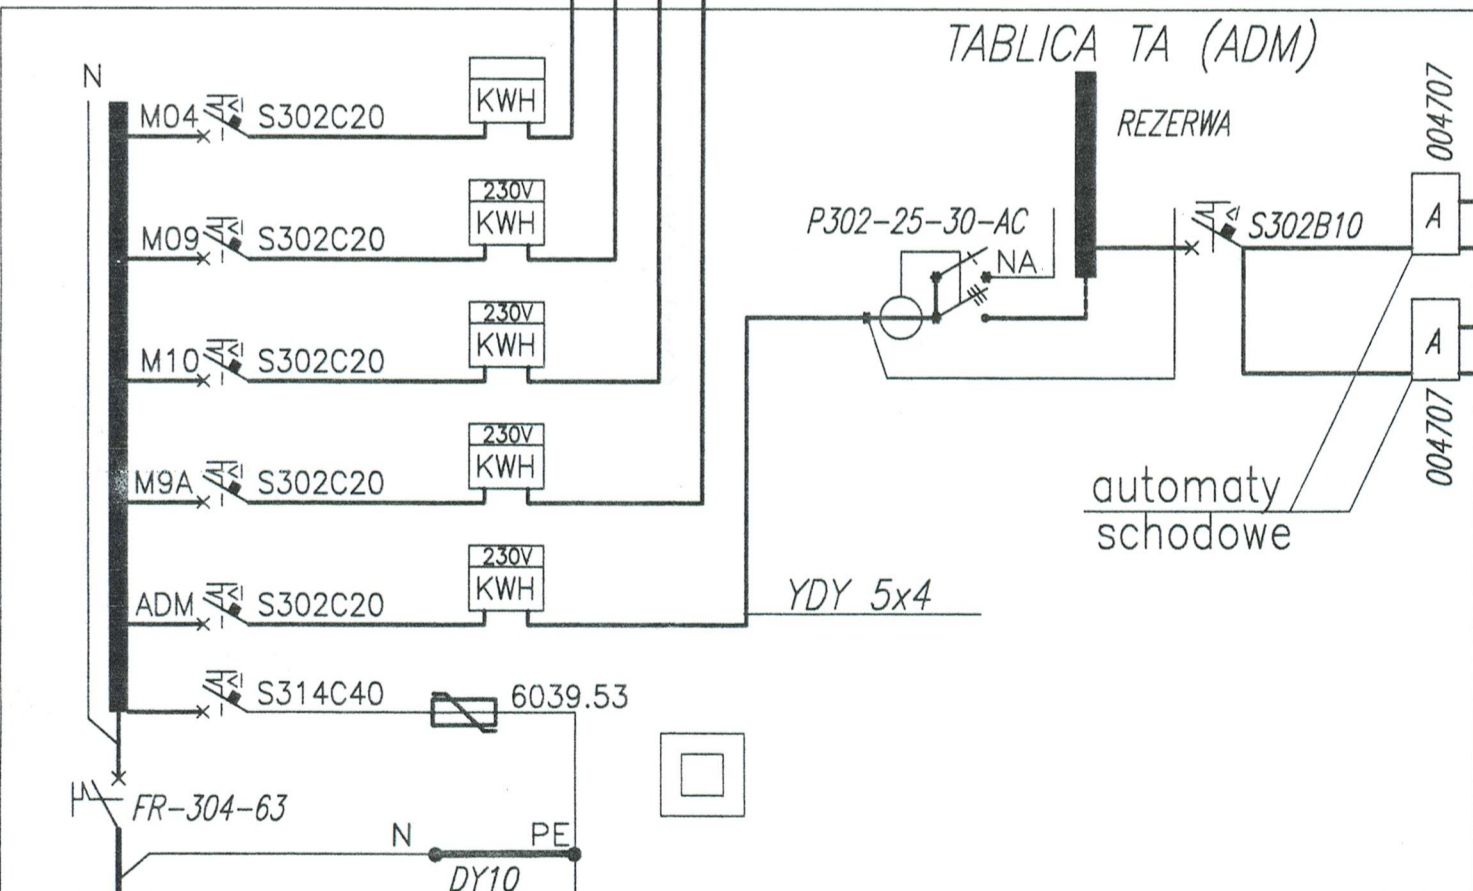 TABLICA TA (ADM)
N
M04
S302C20
KWH
REZERWA
004707
M09
S302C20
230V
KWH
P302-25-30-AC
NA
S302B10
A
M10
S302C20
230V
KWH
A
004707
M9A
S302C20
230V
KWH
automaty
schodowe
ADM
S302C20
230V
KWH
YDY 5x4
S314C40
6039.53
FR-304-63
N
PE
DY10